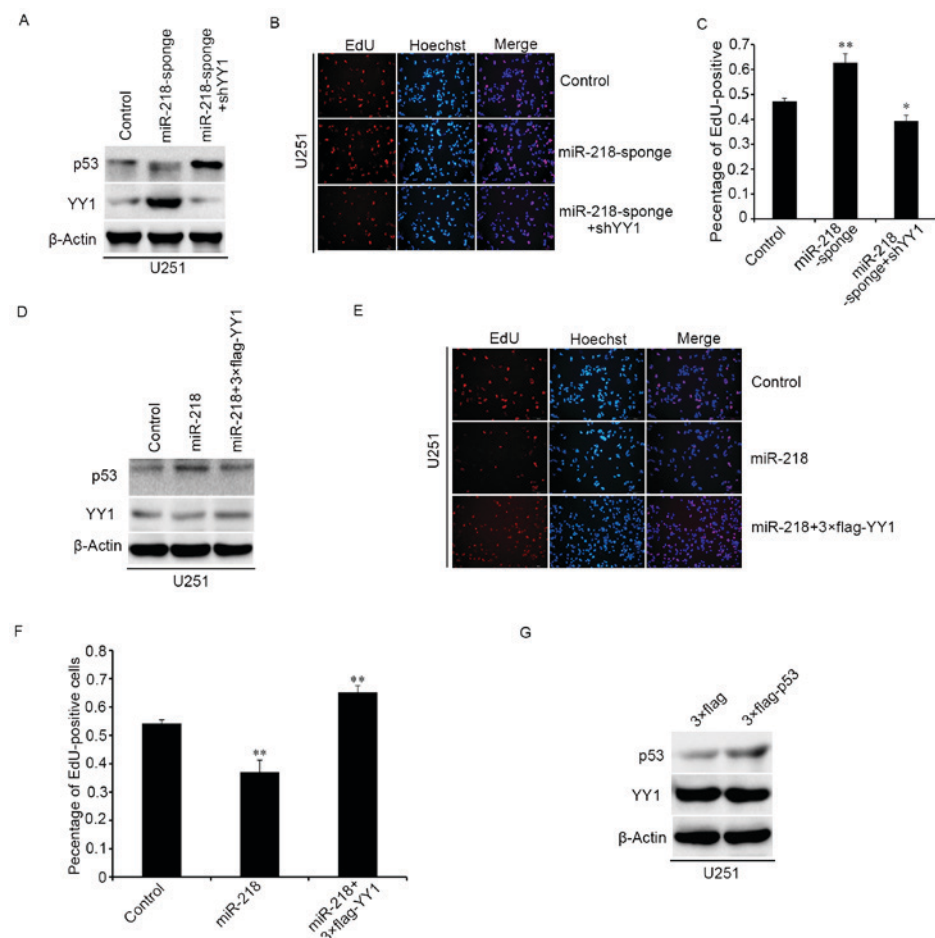 A
Control
miR-218-sponge
miR-218-sponge
+shYY1
p53
YY1
β-Actin
U251
B
EdU
Hoechst
Merge
U251
Control
miR-218-sponge
miR-218-sponge
+shYY1
C
Pecentage of EdU-positive
0.7
0.6
0.5
0.4
0.3
0.2
0.1
0
**
*
Control
miR-218
-sponge
miR-218
-sponge+shYY1
D
Control
miR-218
miR-218+3×flag-YY1
p53
YY1
β-Actin
U251
E
EdU
Hoechst
Merge
U251
Control
miR-218
miR-218+3×flag-YY1
F
Pecentage of EdU-positive cells
0.8
0.7
0.6
0.5
0.4
0.3
0.2
0.1
0
**
**
Control
miR-218
miR-218+
3×flag-YY1
G
3×flag
3×flag-p53
p53
YY1
β-Actin
U251